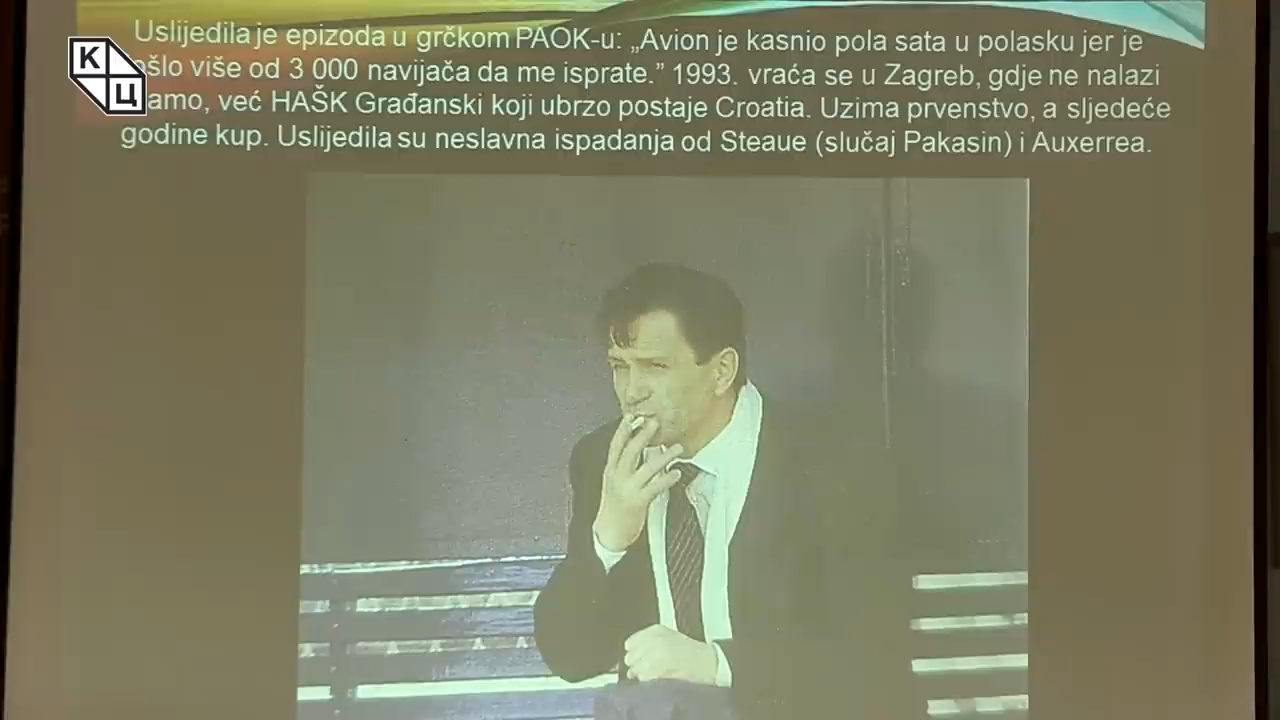 Uslijedila je epizoda u grčkom PAOK-u: „Avion je kasnio pola sata u polasku jer je
više od 3 000 navijača da me isprate.” 1993. vraća se u Zagreb, gdje ne nalazi
već HAŠK Građanski koji ubrzo postaje Croatia. Uzima prvenstvo, a sljedeće
godine kup. Uslijedila su neslavna ispadanja od Steaue (slučaj Pakasin) i Auxerrea.
К
Ц